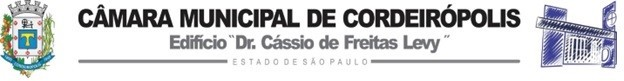 CÂMARA MUNICIPAL DE CORDEIRÓPOLIS
Edifício “Dr. Cássio de Freitas Levy”
ESTADO DE SÃO PAULO